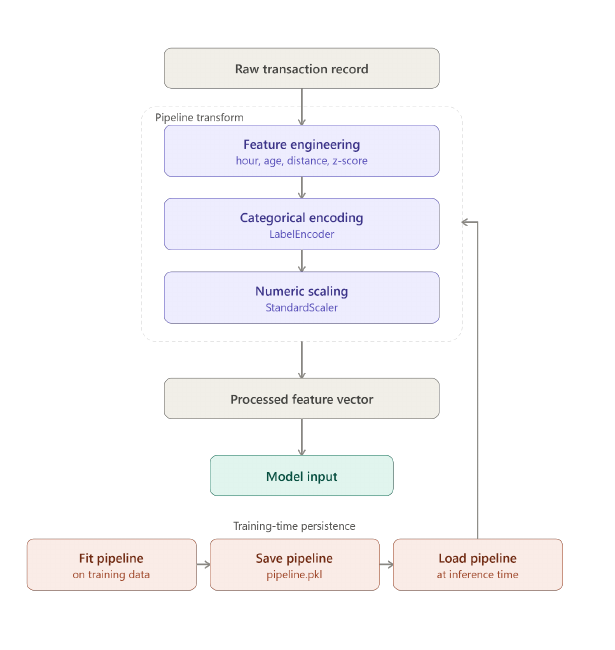 Raw transaction record
Pipeline transform
Feature engineering
hour, age, distance, z-score
Categorical encoding
LabelEncoder
Numeric scaling
StandardScaler
Processed feature vector
Model input
Training-time persistence
Fit pipeline
on training data
Save pipeline
pipeline.pkl
Load pipeline
at inference time